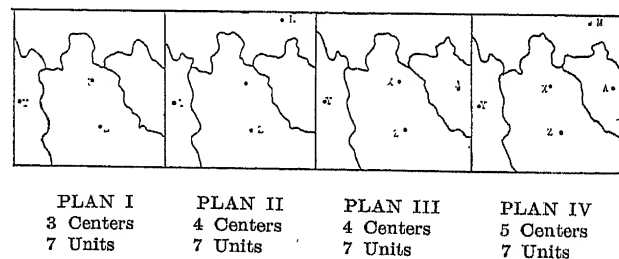 PLAN I PLAN II PLAN III PLAN IV
3 Centers 4 Centers 4 Centers 5 Centers
7 Units 7 Units 7 Units 7 Units